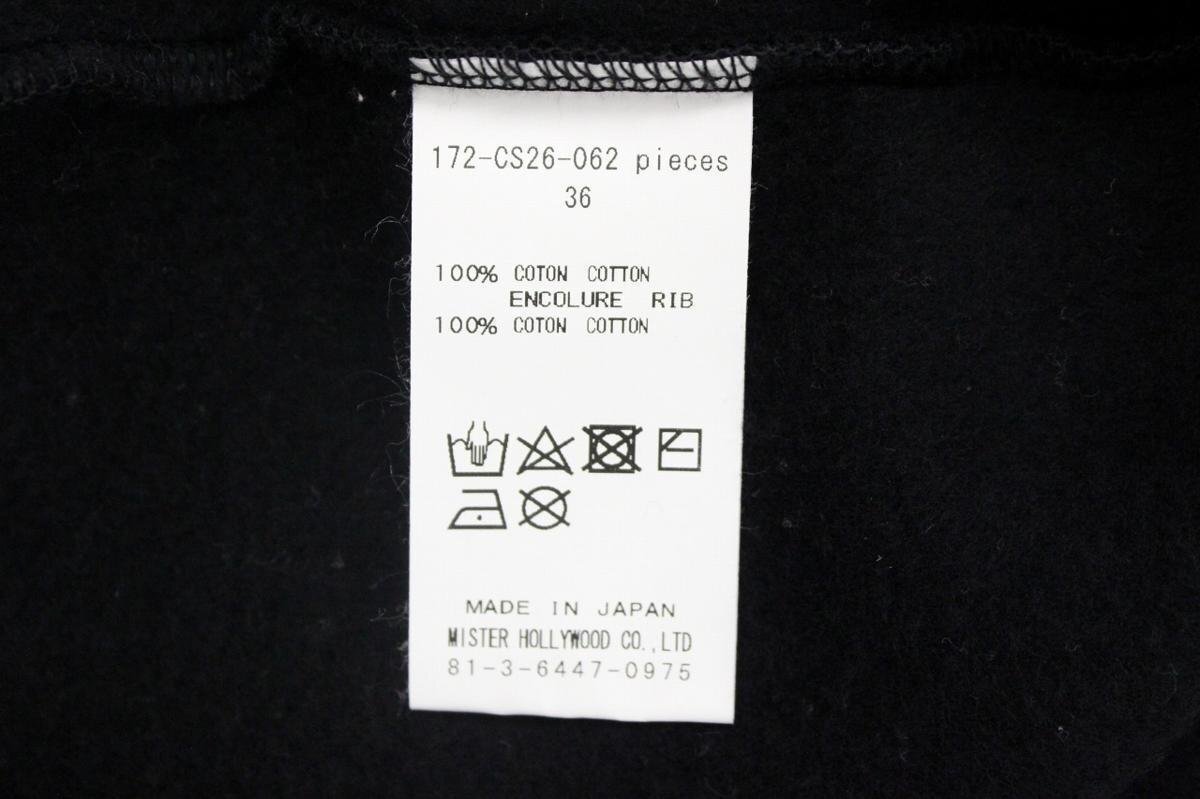 172-CS26-062 pieces
36
100% COTON COTTON
ENCOLURE RIB
100% COTON COTTON
MADE IN JAPAN
MISTER HOLLYWOOD CO.,LTD
81-3-6447-0975